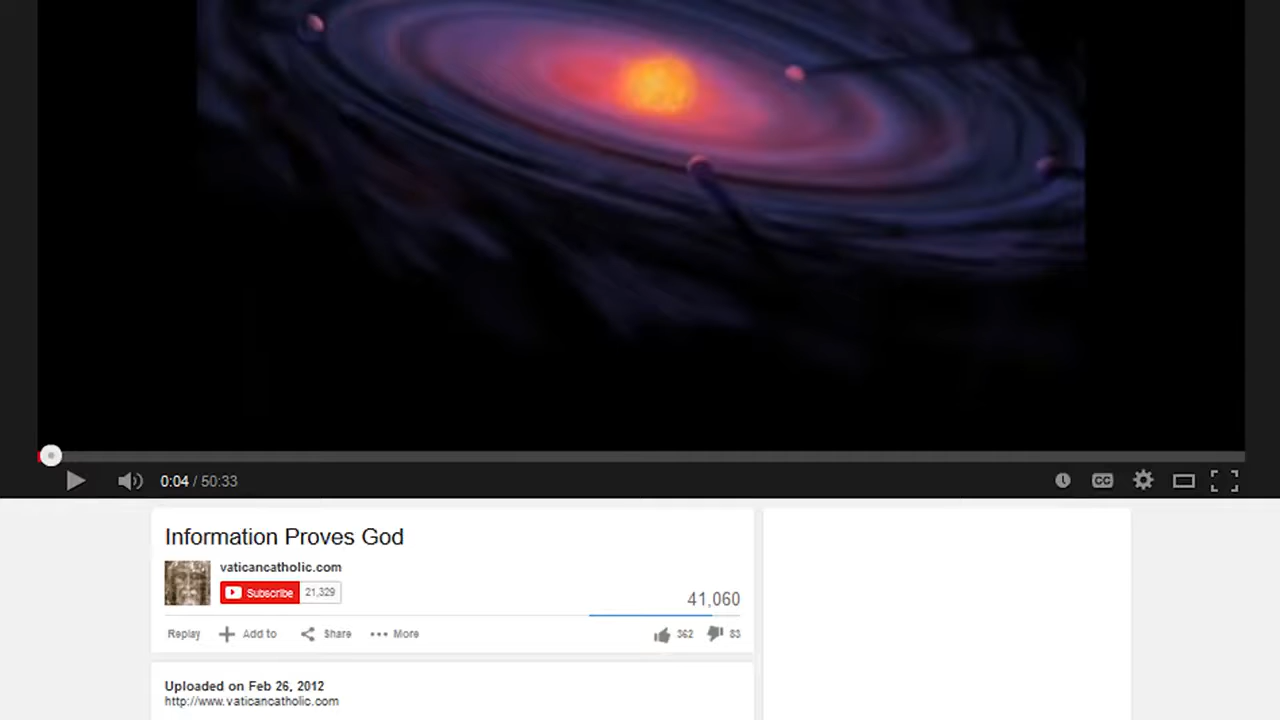 0:04 / 50:33
CC
Information Proves God
vaticancatholic.com
Subscribe 21,329
41,060
Replay Add to Share More 362 83
Uploaded on Feb 26, 2012
http://www.vaticancatholic.com